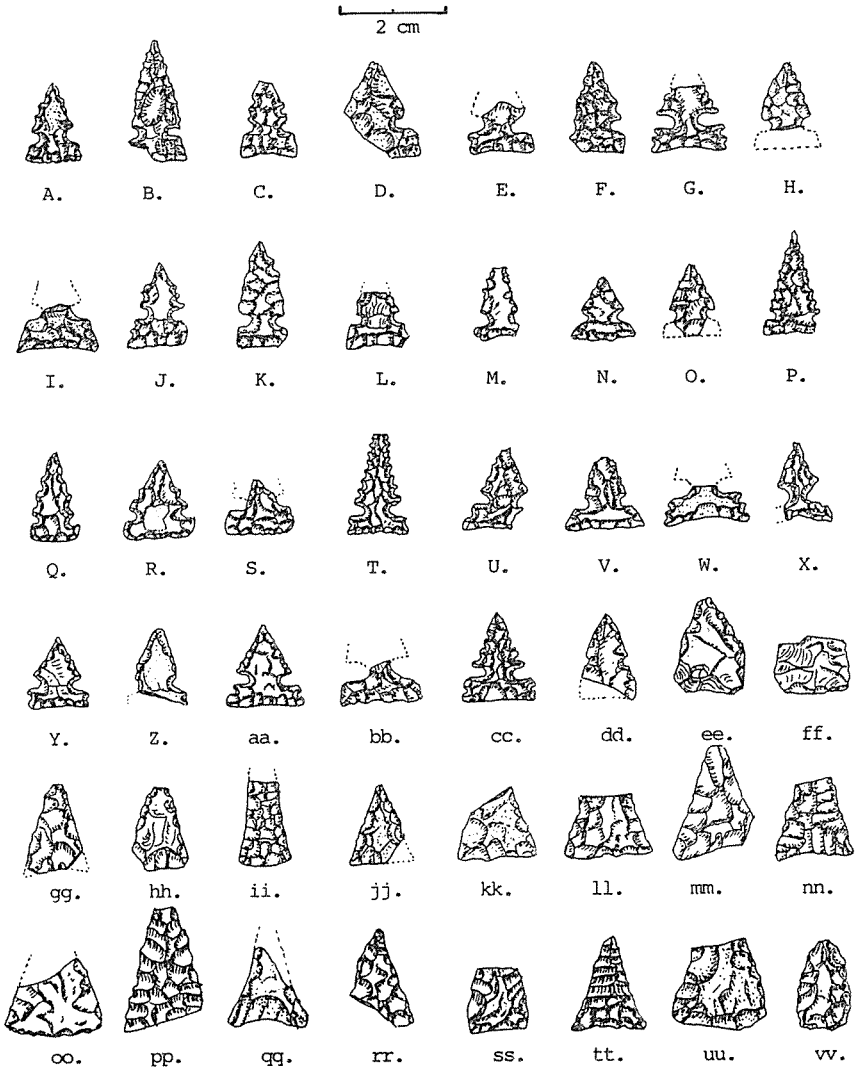 2 cm
A. B. C. D. E. F. G. H.
I. J. K. L. M. N. O. P.
Q. R. S. T. U. V. W. X.
Y. Z. aa. bb. cc. dd. ee. ff.
gg. hh. ii. jj. kk. ll. mm. nn.
oo. pp. qq. rr. ss. tt. uu. vv.